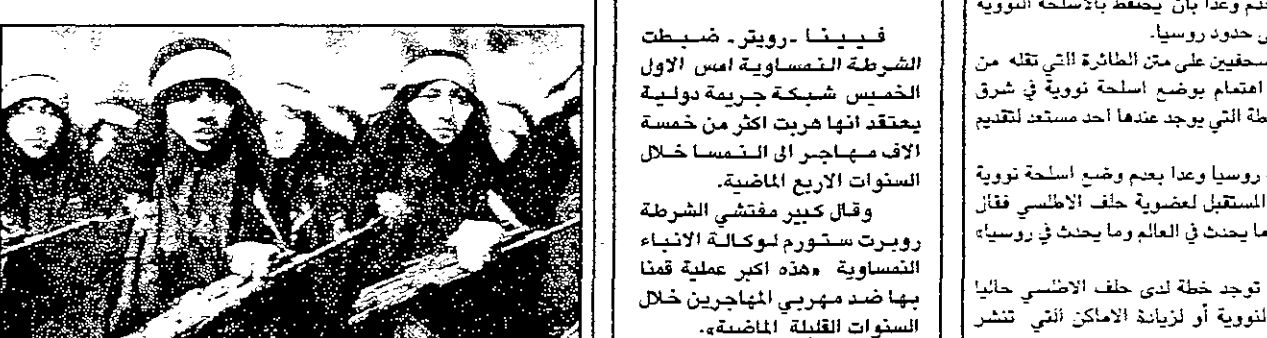 فيينا ـ رويتر ـ ضبطت
الشرطة النمساوية امس الاول
الخميس شبكة جريمة دولية
يعتقد انها هربت اكثر من خمسة
الاف مهاجر الى النمسا خلال
السنوات الاربع الماضية.
وقال كبير مفتشي الشرطة
روبرت ستورم لوكالة الانباء
النمساوية «هذه اكبر عملية قمنا
بها ضد مهربي المهاجرين خلال
السنوات القليلة الماضية».
وعدا بان يحتفظ بالاسلحة النووية
حدود روسيا.
على متن الطائرة التي تقله من
اهتمام بوضع اسلحة نووية في شرق
التي يوجد عندها احد مستعد لتقديم
روسيا وعدا بعدم وضع اسلحة نووية
المستقبل لعضوية حلف الاطلسي فقال
ما يحدث في العالم وما يحدث في روسيا»
توجد خطة لدى حلف الاطلسي حاليا
لنووية أو لزيادة الاماكن التي تنشر